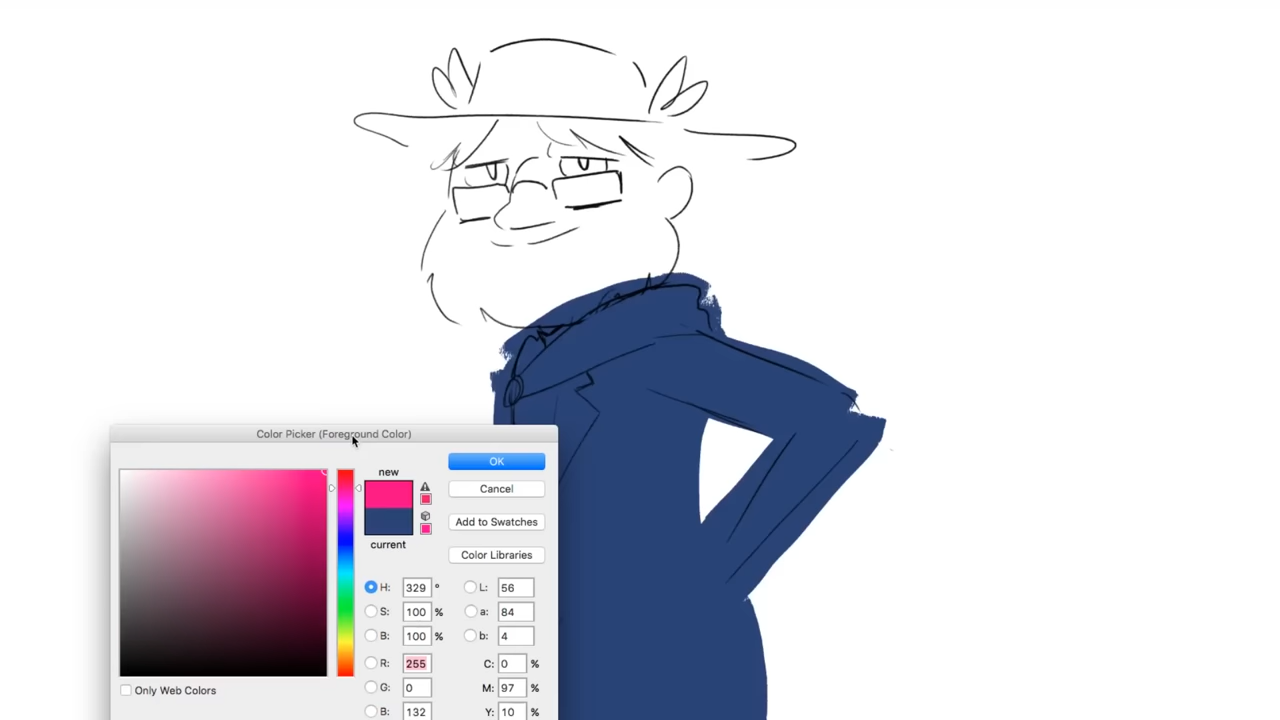 Color Picker (Foreground Color)
new
current
OK
Cancel
Add to Swatches
Color Libraries
H: 329 °
S: 100 %
B: 100 %
R: 255
G: 0
B: 132
L: 56
a: 84
b: 4
C: 0 %
M: 97 %
Y: 10 %
Only Web Colors